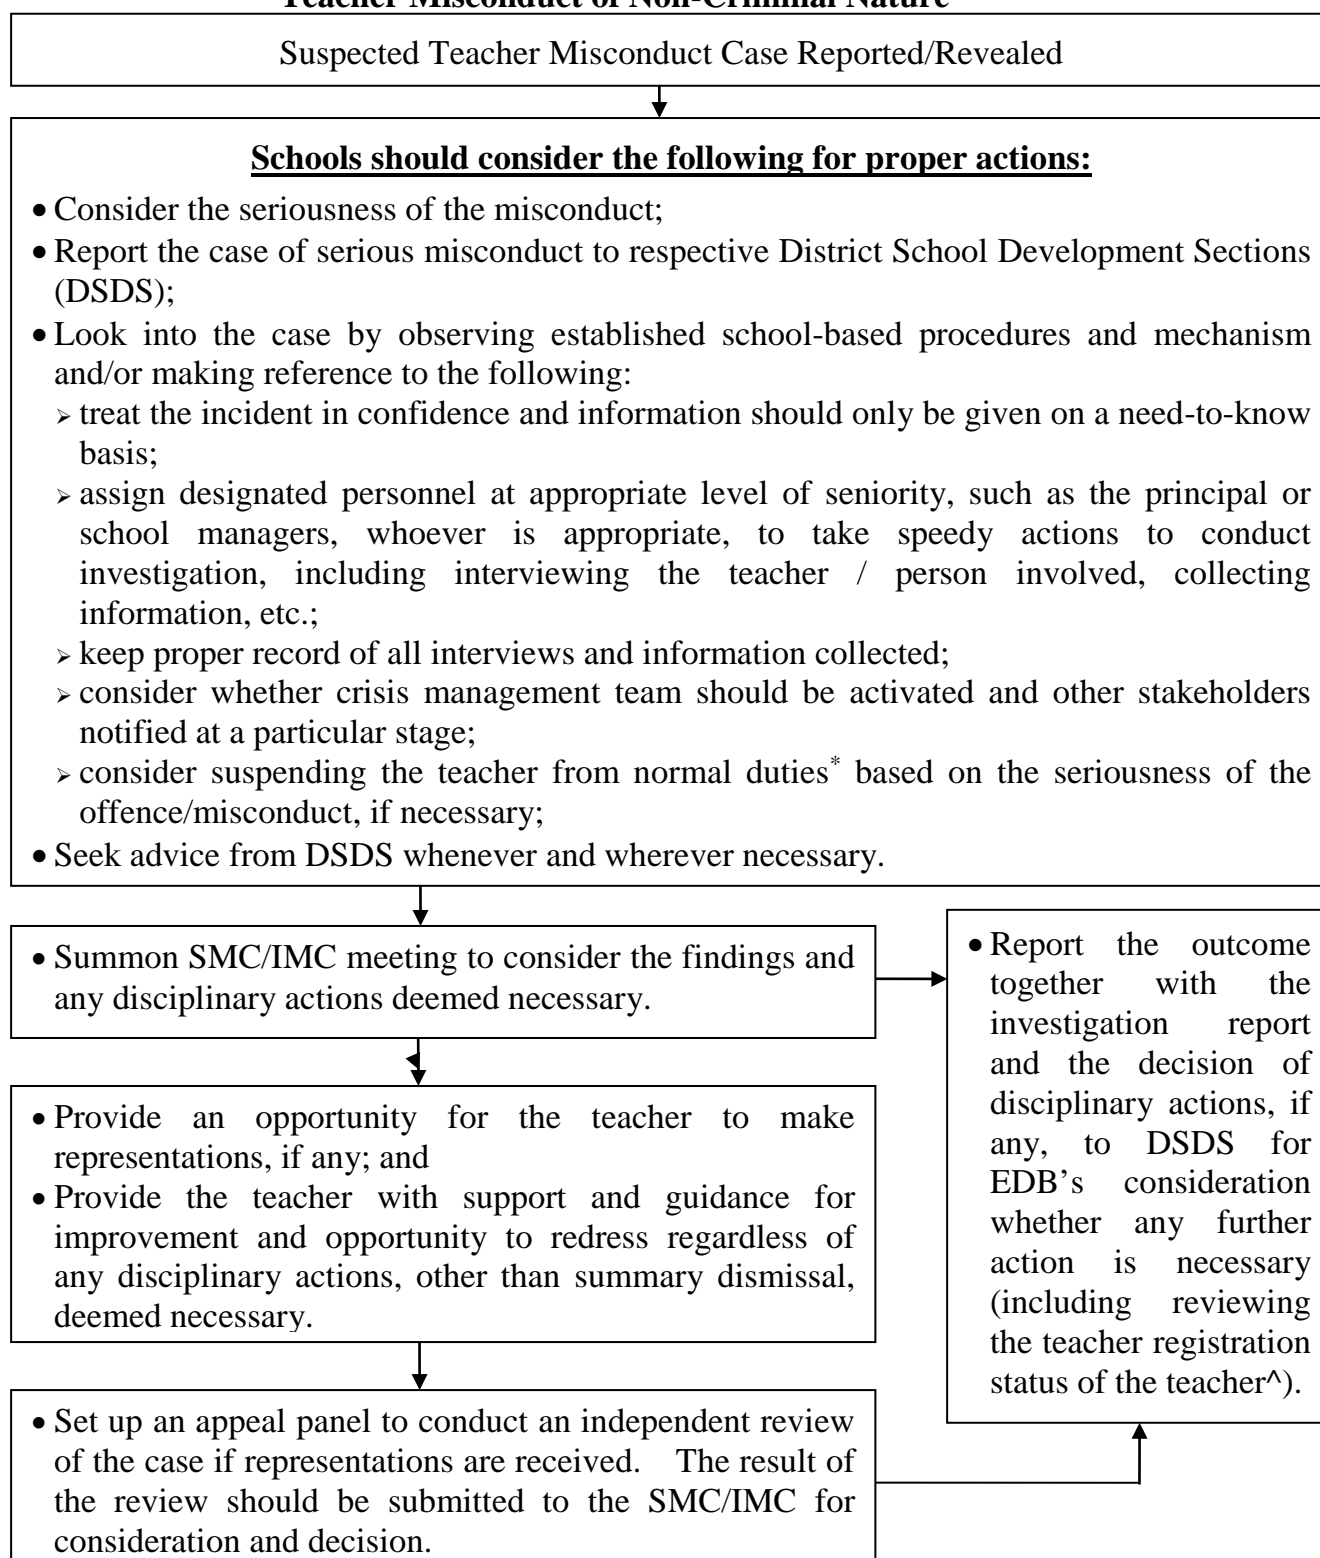 Teacher Misconduct of Non-Criminal Nature
Suspected Teacher Misconduct Case Reported/Revealed
Schools should consider the following for proper actions:
• Consider the seriousness of the misconduct;
• Report the case of serious misconduct to respective District School Development Sections
(DSDS);
• Look into the case by observing established school-based procedures and mechanism
and/or making reference to the following:
➢ treat the incident in confidence and information should only be given on a need-to-know
basis;
➢ assign designated personnel at appropriate level of seniority, such as the principal or
school managers, whoever is appropriate, to take speedy actions to conduct
investigation, including interviewing the teacher / person involved, collecting
information, etc.;
➢ keep proper record of all interviews and information collected;
➢ consider whether crisis management team should be activated and other stakeholders
notified at a particular stage;
➢ consider suspending the teacher from normal duties* based on the seriousness of the
offence/misconduct, if necessary;
• Seek advice from DSDS whenever and wherever necessary.
• Summon SMC/IMC meeting to consider the findings and
any disciplinary actions deemed necessary.
• Provide an opportunity for the teacher to make
representations, if any; and
• Provide the teacher with support and guidance for
improvement and opportunity to redress regardless of
any disciplinary actions, other than summary dismissal,
deemed necessary.
• Set up an appeal panel to conduct an independent review
of the case if representations are received. The result of
the review should be submitted to the SMC/IMC for
consideration and decision.
• Report the outcome
together with the
investigation report
and the decision of
disciplinary actions, if
any, to DSDS for
EDB's consideration
whether any further
action is necessary
(including reviewing
the teacher registration
status of the teacher^).